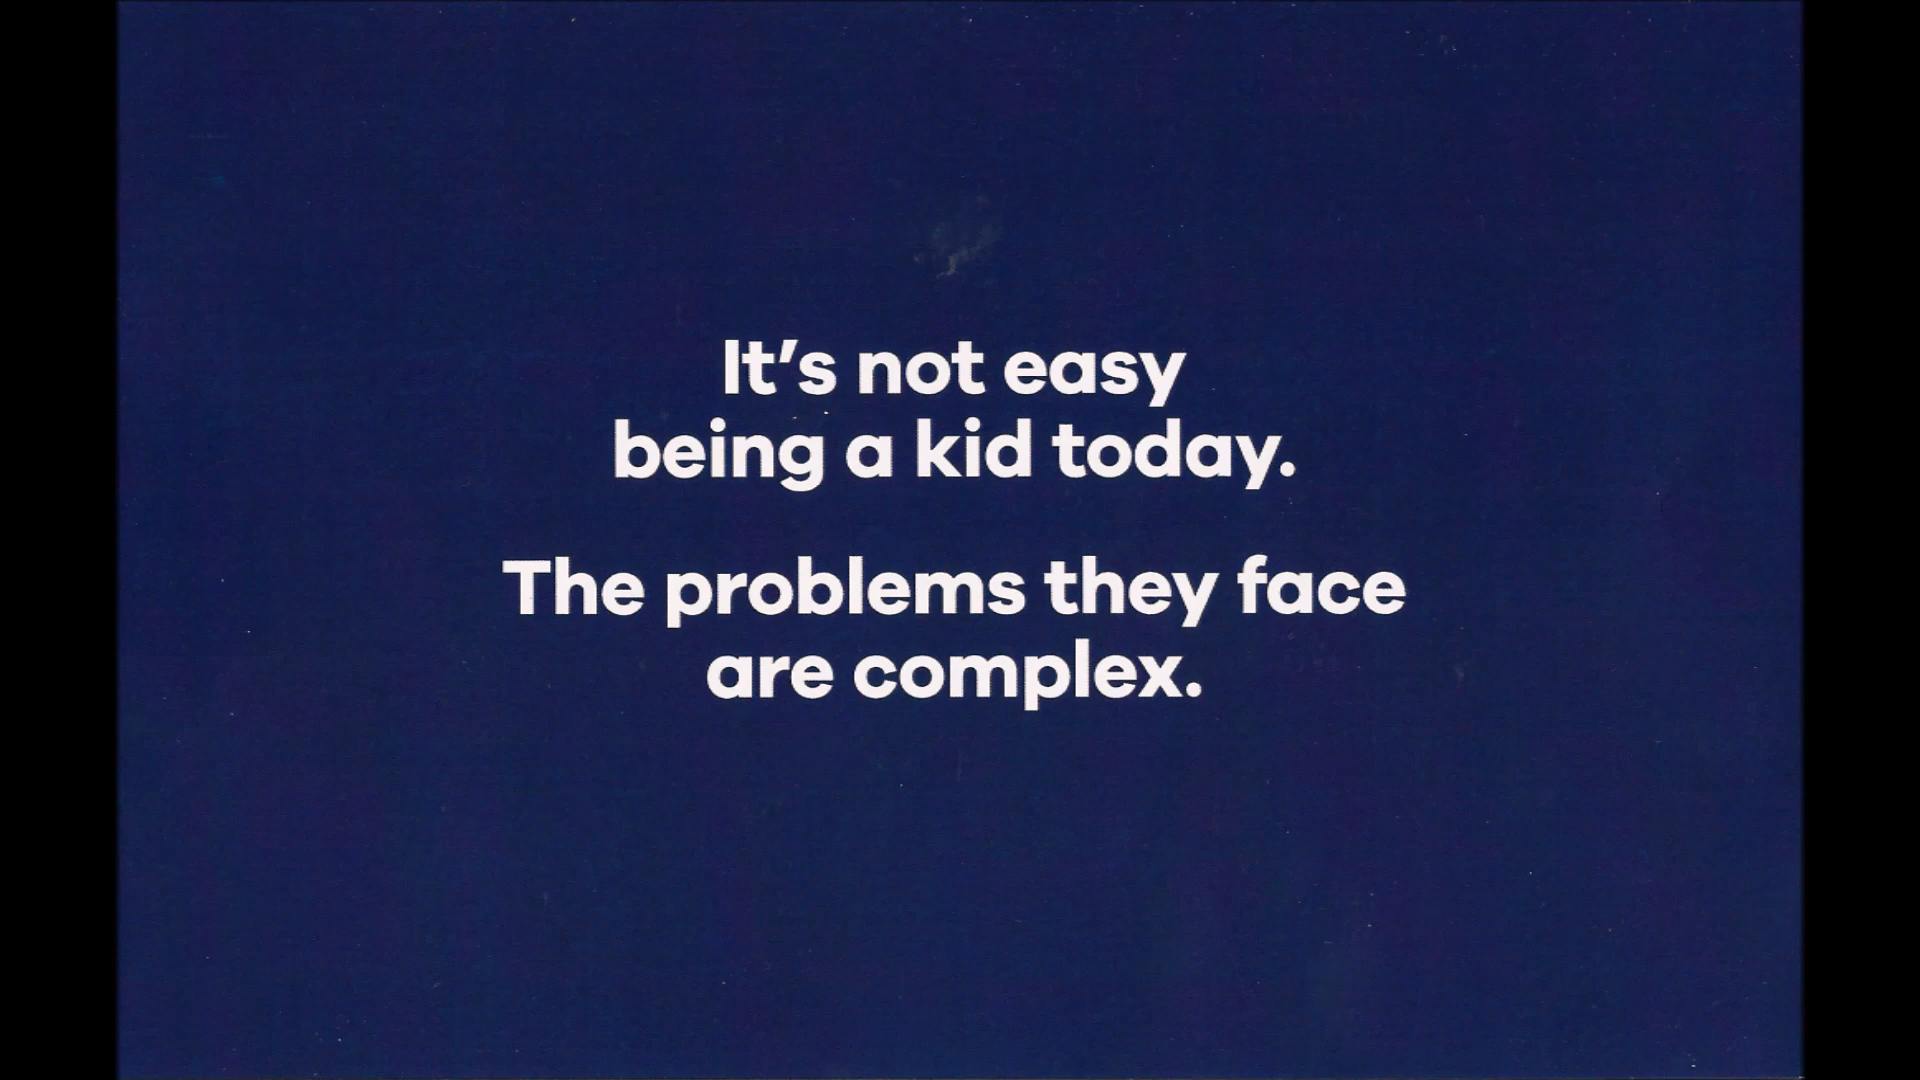 It’s not easy
being a kid today.
The problems they face
are complex.